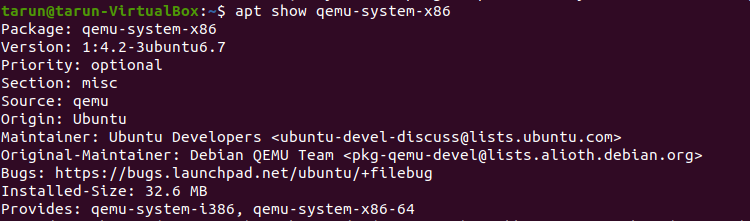 tarun@tarun-VirtualBox:~$ apt show qemu-system-x86
Package: qemu-system-x86
Version: 1:4.2-3ubuntu6.7
Priority: optional
Section: misc
Source: qemu
Origin: Ubuntu
Maintainer: Ubuntu Developers <ubuntu-devel-discuss@lists.ubuntu.com>
Original-Maintainer: Debian QEMU Team <pkg-qemu-devel@lists.alioth.debian.org>
Bugs: https://bugs.launchpad.net/ubuntu/+filebug
Installed-Size: 32.6 MB
Provides: qemu-system-i386, qemu-system-x86-64